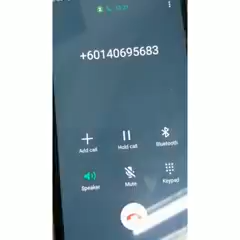 +60140695683
Add call
Hold call
Bluetooth
Speaker
Mute
Keypad